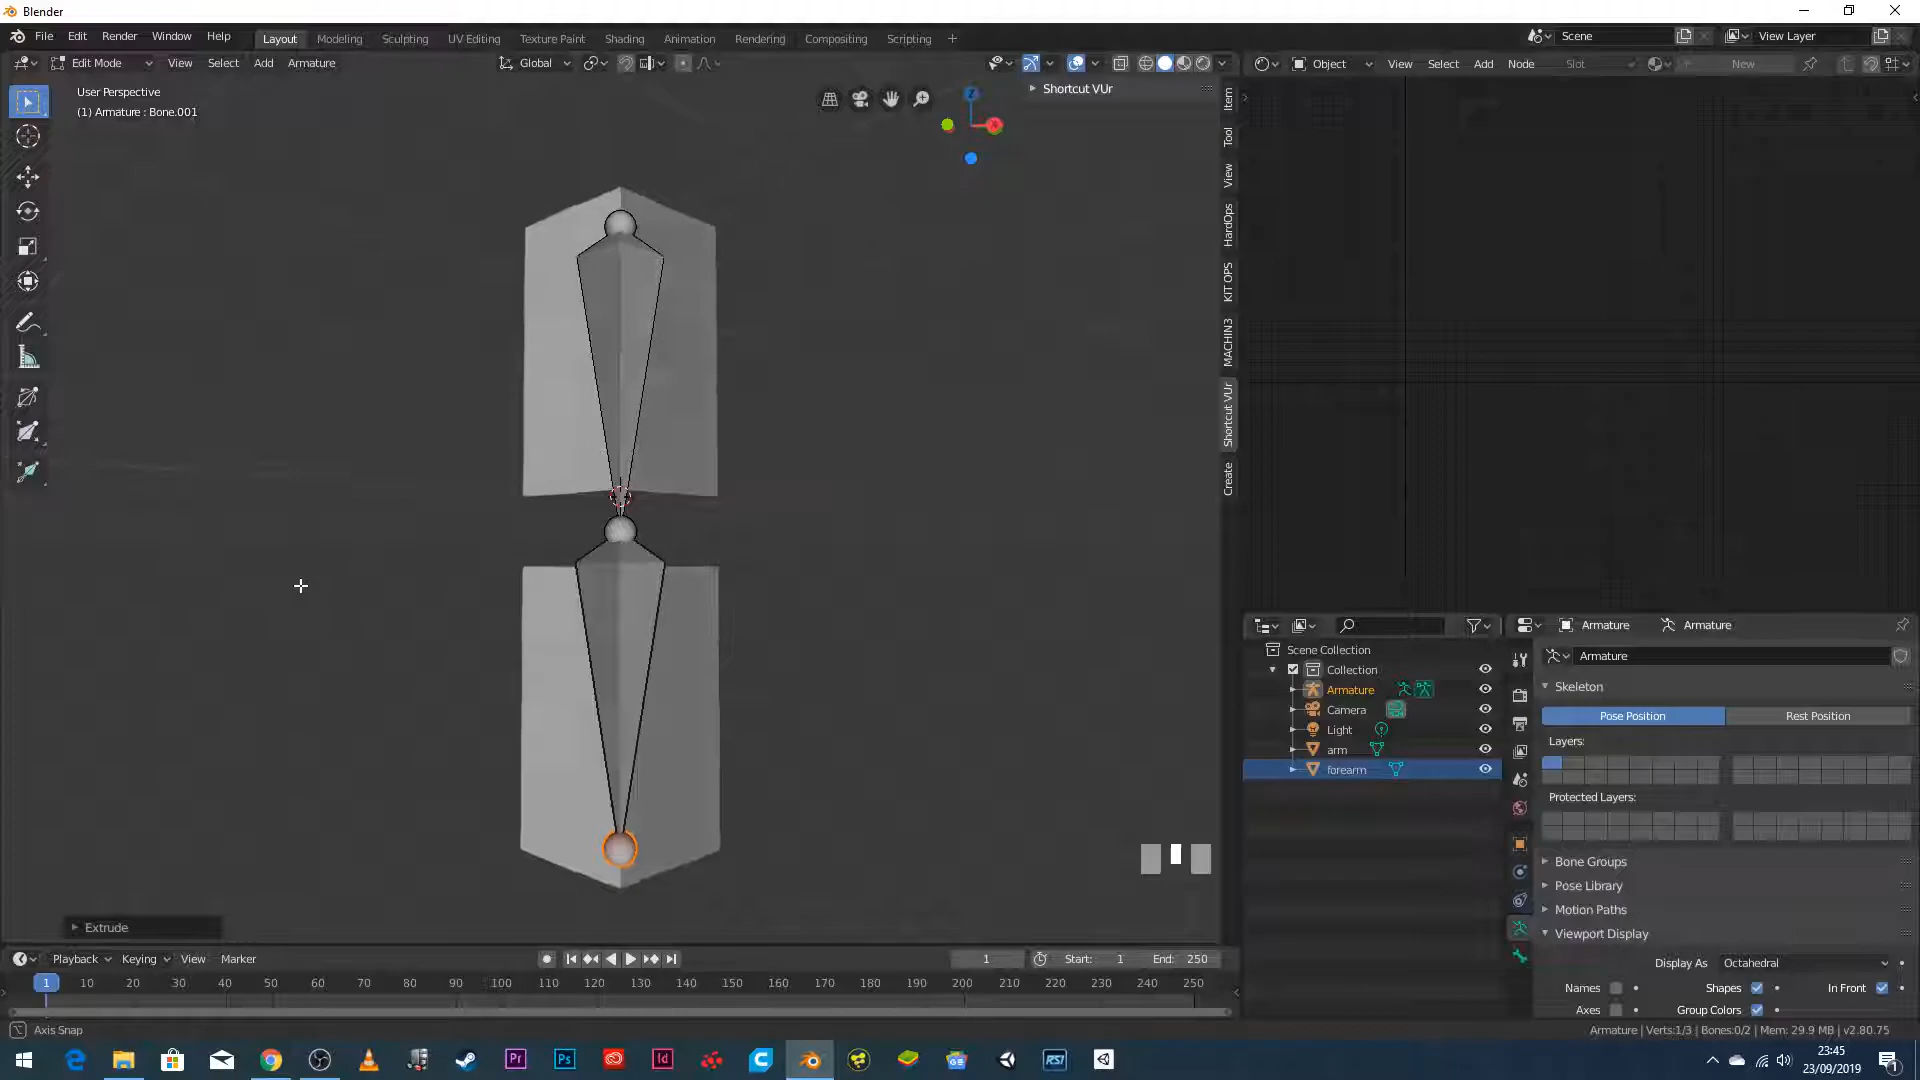 Blender
File Edit Render Window Help Layout Modeling Sculpting UV Editing Texture Paint Shading Animation Rendering Compositing Scripting Scene View Layer
Edit Mode View Select Add Armature Global Object View Select Add Node Slot New
User Perspective
(1) Armature : Bone.001
Shortcut VUr
Item
Tool
View
HardOps
KIT OPS
MACHIN3
Shortcut VUr
Create
Z
X
Armature Armature
Scene Collection
Armature
Collection
Skeleton
Armature
Camera
Pose Position Rest Position
Light
Layers:
arm
forearm
Protected Layers:
Bone Groups
Pose Library
Motion Paths
Viewport Display
Extrude
Playback Keying View Marker 1 Start: 1 End: 250
Display As Octahedral
1 10 20 30 40 50 60 70 80 90 100 110 120 130 140 150 160 170 180 190 200 210 220 230 240 250
Names Shapes In Front
Axes Group Colors
Axis Snap
Armature | Verts:1/3 | Bones:0/2 | Mem: 29.9 MB | v2.80.75
Pr Ps Id GE RSI
23:45
23/09/2019
1